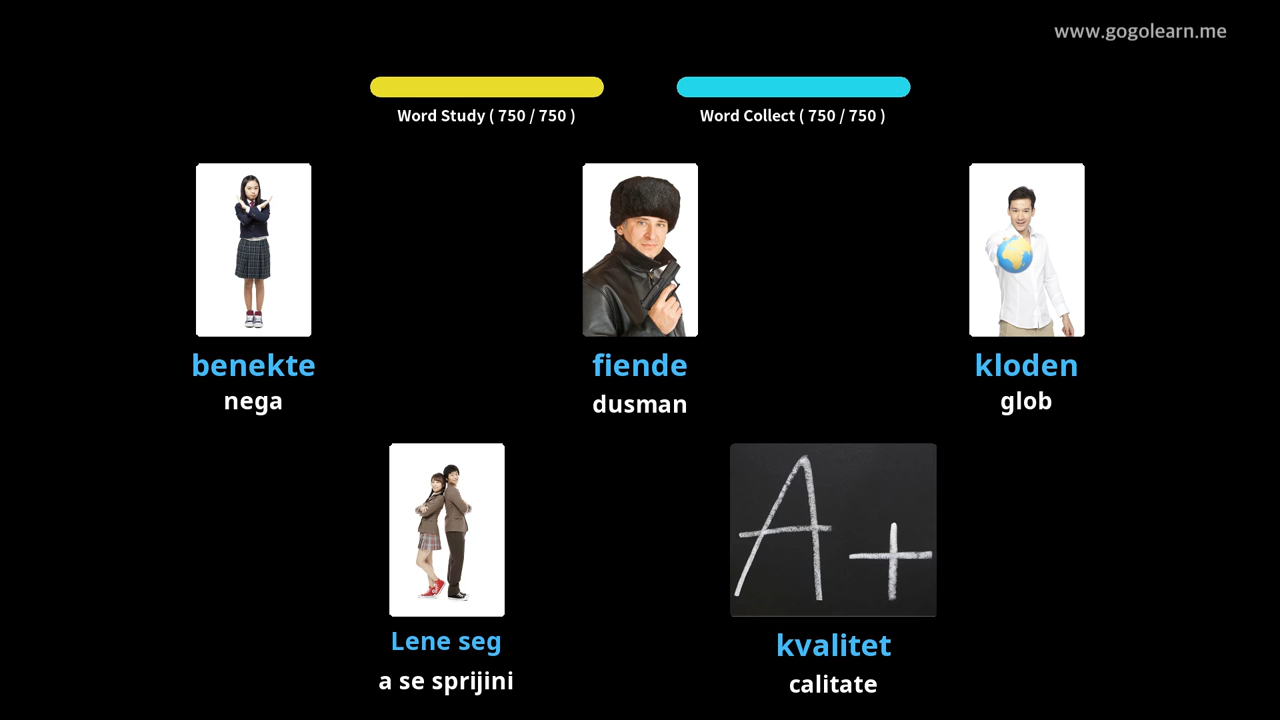 www.gogolearn.me
Word Study ( 750 / 750 )
Word Collect ( 750 / 750 )
benekte
nega
fiende
dusman
kloden
glob
Lene seg
a se sprijini
A+
kvalitet
calitate